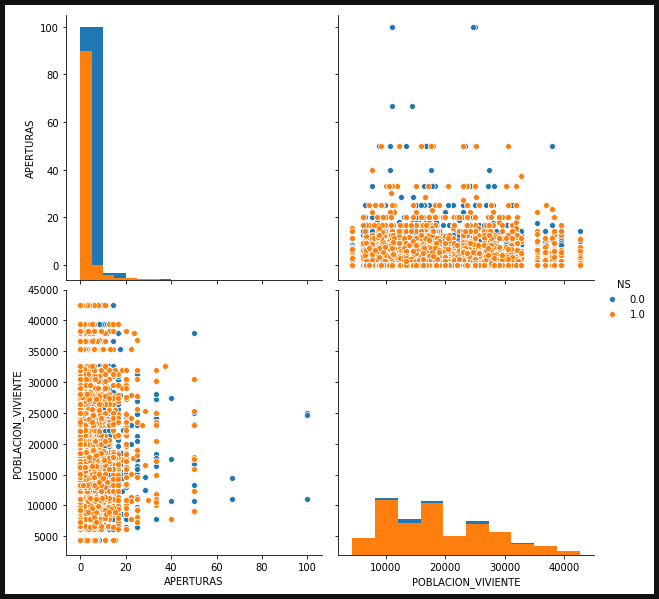 100
80
60
40
20
0
APERTURAS
APERTURAS
NS
0.0
1.0
45000
40000
35000
30000
25000
20000
15000
10000
5000
POBLACION_VIVIENTE
0 20 40 60 80 100
APERTURAS
10000 20000 30000 40000
POBLACION_VIVIENTE